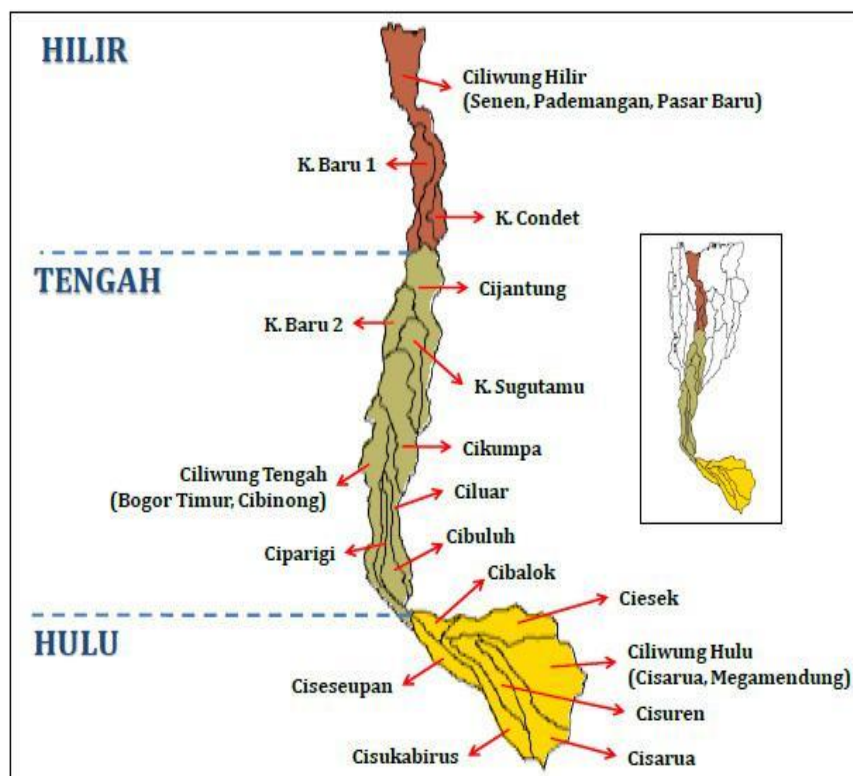 HILIR
Ciliwung Hilir
(Senen, Pademangan, Pasar Baru)
K. Baru 1
K. Condet
TENGAH
Cijantung
K. Baru 2
K. Sugutamu
Cikumpa
Ciliwung Tengah
(Bogor Timur, Cibinong)
Ciluar
Cibuluh
Ciparigi
Cibalok
Ciesek
HULU
Ciliwung Hulu
(Cisarua, Megamendung)
Ciseseupan
Cisuren
Cisukabirus
Cisarua